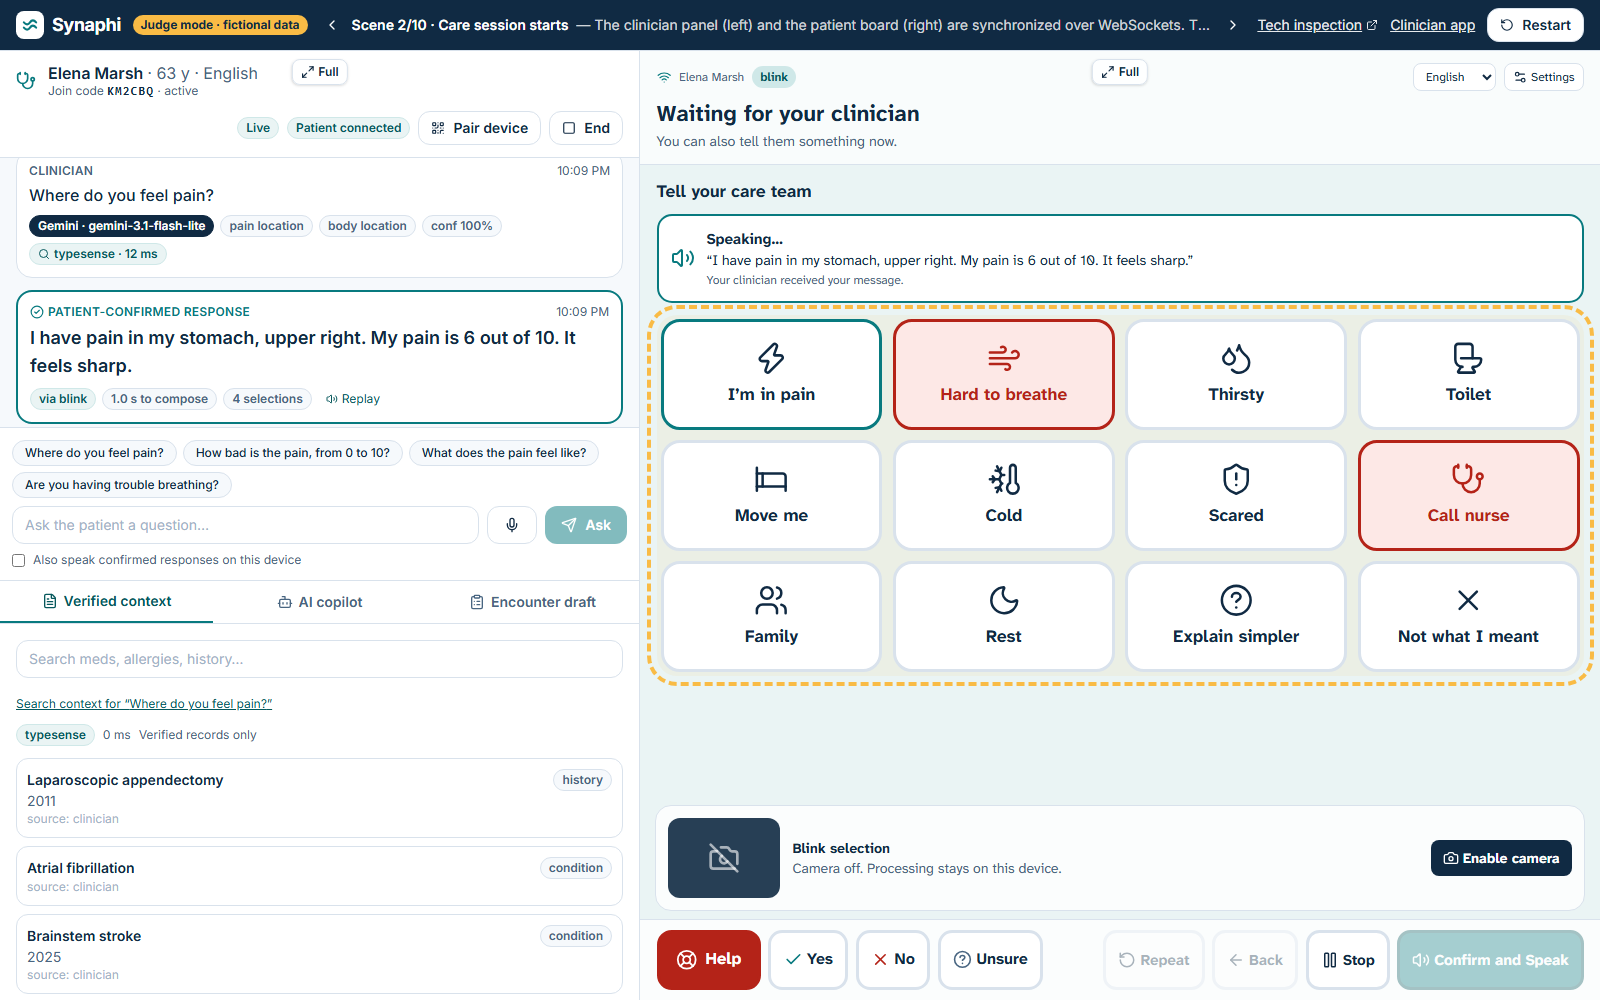 Synaphi
Judge mode · fictional data
Scene 2/10 · Care session starts — The clinician panel (left) and the patient board (right) are synchronized over WebSockets. T...
Tech inspection
Clinician app
Restart
Elena Marsh · 63 y · English
Full
Join code KM2CBQ · active
Live
Patient connected
Pair device
End
CLINICIAN
10:09 PM
Where do you feel pain?
Gemini · gemini-3.1-flash-lite
pain location
body location
conf 100%
typesense · 12 ms
PATIENT-CONFIRMED RESPONSE
10:09 PM
I have pain in my stomach, upper right. My pain is 6 out of 10. It
feels sharp.
via blink
1.0 s to compose
4 selections
Replay
Where do you feel pain?
How bad is the pain, from 0 to 10?
What does the pain feel like?
Are you having trouble breathing?
Ask the patient a question...
Ask
Also speak confirmed responses on this device
Verified context
AI copilot
Encounter draft
Search meds, allergies, history...
Search context for “Where do you feel pain?”
typesense
0 ms
Verified records only
Laparoscopic appendectomy
history
2011
source: clinician
Atrial fibrillation
condition
source: clinician
Brainstem stroke
condition
2025
source: clinician
Elena Marsh
blink
Full
English
Settings
Waiting for your clinician
You can also tell them something now.
Tell your care team
Speaking...
“I have pain in my stomach, upper right. My pain is 6 out of 10. It feels sharp.”
Your clinician received your message.
I’m in pain
Hard to breathe
Thirsty
Toilet
Move me
Cold
Scared
Call nurse
Family
Rest
Explain simpler
Not what I meant
Blink selection
Camera off. Processing stays on this device.
Enable camera
Help
Yes
No
Unsure
Repeat
Back
Stop
Confirm and Speak